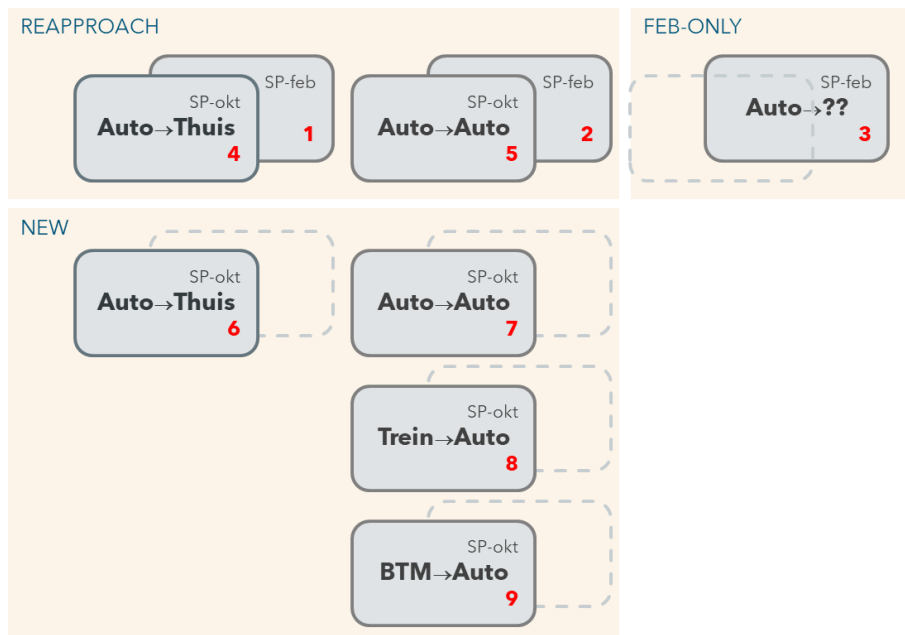 REAPPROACH
SP-feb
SP-okt
Auto→Thuis
1
4
SP-feb
SP-okt
Auto→Auto
2
5
FEB-ONLY
SP-feb
Auto→??
3
NEW
SP-okt
Auto→Thuis
6
SP-okt
Auto→Auto
7
SP-okt
Trein→Auto
8
SP-okt
BTM→Auto
9